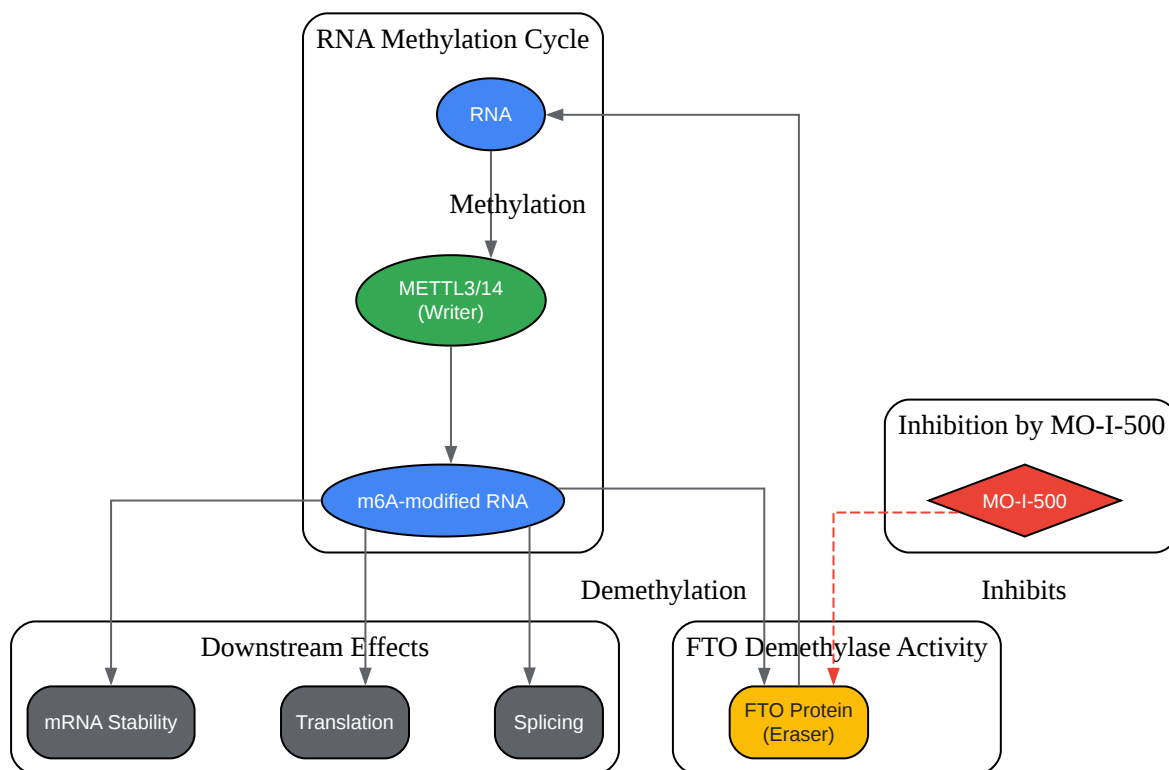 RNA Methylation Cycle
RNA
Methylation
METTL3/14
(Writer)
Inhibition by MO-I-500
m6A-modified RNA
MO-I-500
Demethylation
Inhibits
Downstream Effects
FTO Demethylase Activity
mRNA Stability
Translation
Splicing
FTO Protein
(Eraser)